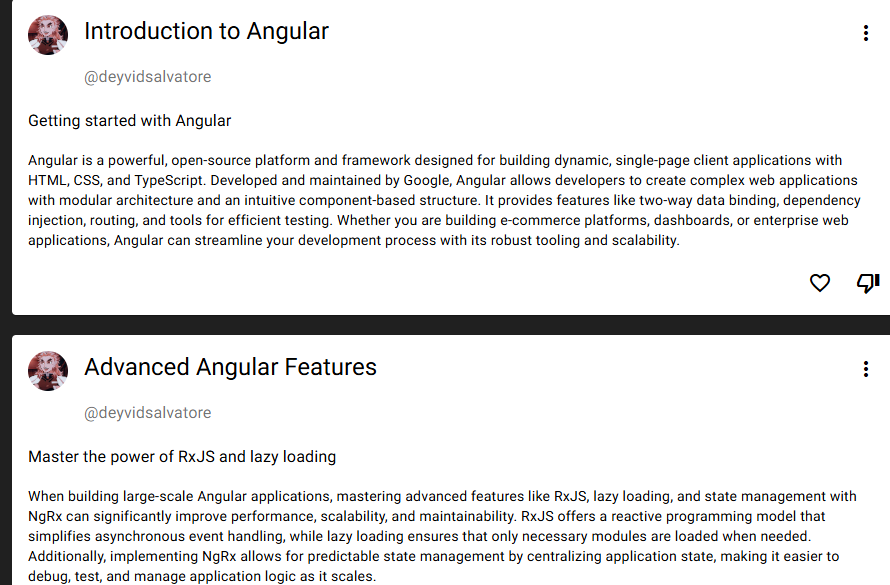 Introduction to Angular
@deyvidsalvatore
Getting started with Angular
Angular is a powerful, open-source platform and framework designed for building dynamic, single-page client applications with
HTML, CSS, and TypeScript. Developed and maintained by Google, Angular allows developers to create complex web applications
with modular architecture and an intuitive component-based structure. It provides features like two-way data binding, dependency
injection, routing, and tools for efficient testing. Whether you are building e-commerce platforms, dashboards, or enterprise web
applications, Angular can streamline your development process with its robust tooling and scalability.
Advanced Angular Features
@deyvidsalvatore
Master the power of RxJS and lazy loading
When building large-scale Angular applications, mastering advanced features like RxJS, lazy loading, and state management with
NgRx can significantly improve performance, scalability, and maintainability. RxJS offers a reactive programming model that
simplifies asynchronous event handling, while lazy loading ensures that only necessary modules are loaded when needed.
Additionally, implementing NgRx allows for predictable state management by centralizing application state, making it easier to
debug, test, and manage application logic as it scales.